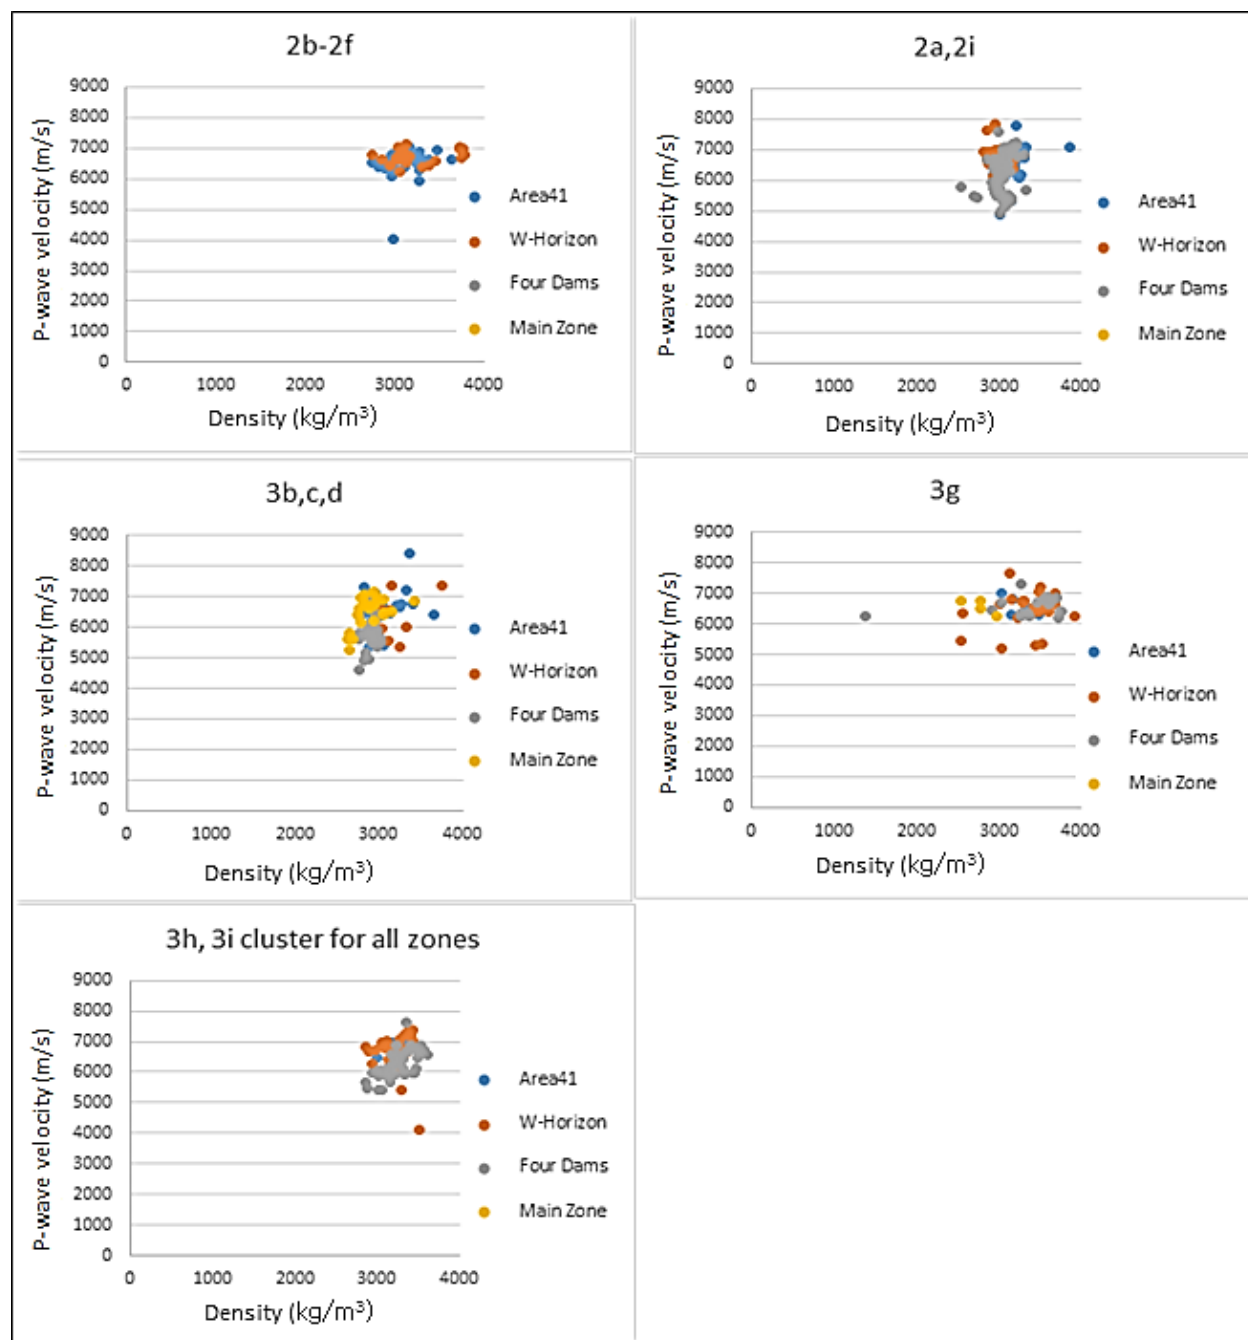 2b-2f
9000
8000
7000
6000
5000
4000
3000
2000
1000
0
P-wave velocity (m/s)
0 1000 2000 3000 4000
Density (kg/m³)
Area41
W-Horizon
Four Dams
Main Zone
2a,2i
9000
8000
7000
6000
5000
4000
3000
2000
1000
0
P-wave velocity (m/s)
0 1000 2000 3000 4000
Density (kg/m³)
Area41
W-Horizon
Four Dams
Main Zone
3b,c,d
9000
8000
7000
6000
5000
4000
3000
2000
1000
0
P-wave velocity (m/s)
0 1000 2000 3000 4000
Density (kg/m³)
Area41
W-Horizon
Four Dams
Main Zone
3g
9000
8000
7000
6000
5000
4000
3000
2000
1000
0
P-wave velocity (m/s)
0 1000 2000 3000 4000
Density (kg/m³)
Area41
W-Horizon
Four Dams
Main Zone
3h, 3i cluster for all zones
9000
8000
7000
6000
5000
4000
3000
2000
1000
0
P-wave velocity (m/s)
0 1000 2000 3000 4000
Density (kg/m³)
Area41
W-Horizon
Four Dams
Main Zone